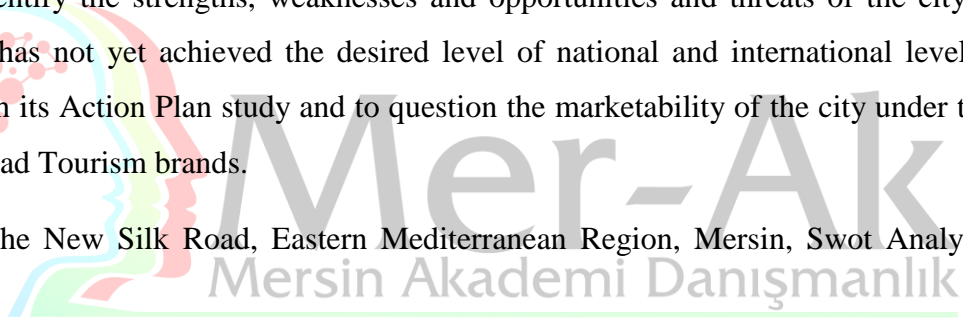 entify the strengths, weaknesses and opportunities and threats of the city
has not yet achieved the desired level of national and international level
n its Action Plan study and to question the marketability of the city under t
ad Tourism brands.
he New Silk Road, Eastern Mediterranean Region, Mersin, Swot Analy
Mer-Ak
Mersin Akademi Danışmanlık